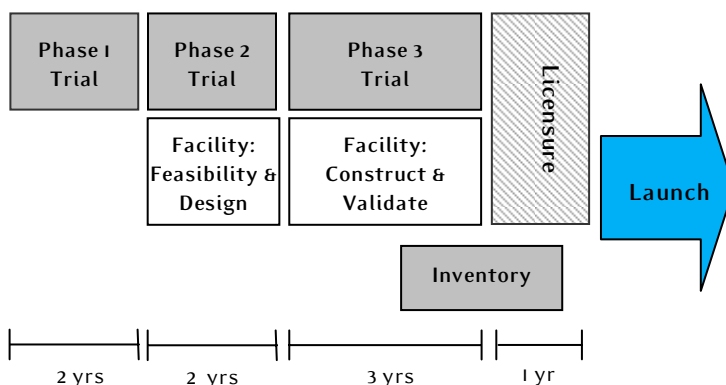 Phase 1
Trial
Phase 2
Trial
Phase 3
Trial
Licensure
Facility:
Feasibility &
Design
Facility:
Construct &
Validate
Launch
Inventory
2 yrs
2 yrs
3 yrs
1 yr